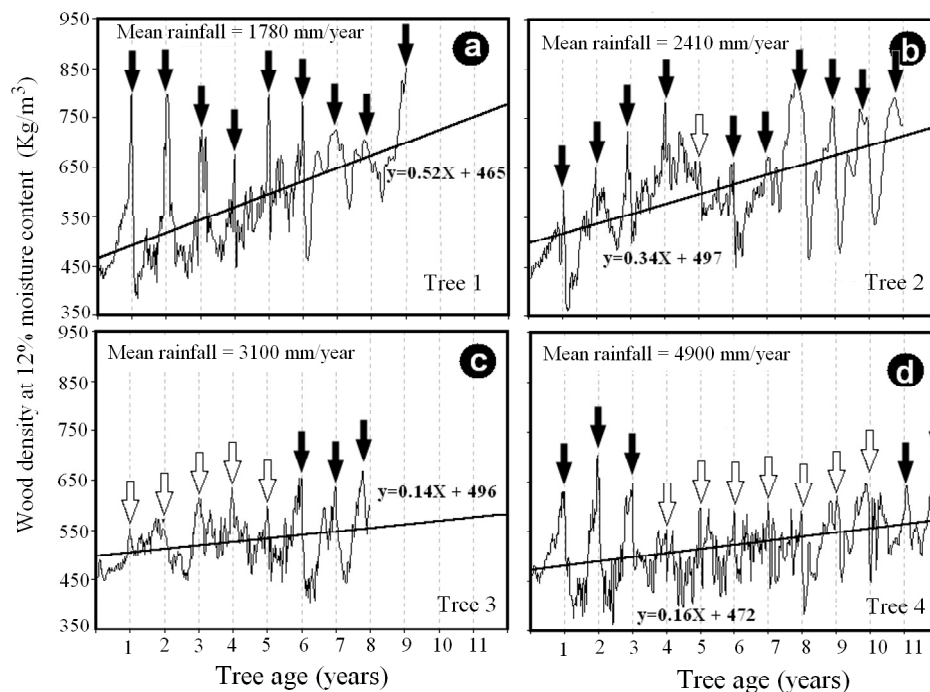 Wood density at 12% moisture content (Kg/m³)
950
850
750
650
550
450
350
Mean rainfall = 1780 mm/year
a
y=0.52X + 465
Tree 1
Mean rainfall = 2410 mm/year
b
y=0.34X + 497
Tree 2
950
850
750
650
550
450
350
Mean rainfall = 3100 mm/year
c
y=0.14X + 496
Tree 3
1 2 3 4 5 6 7 8 9 10 11
Tree age (years)
Mean rainfall = 4900 mm/year
d
y=0.16X + 472
Tree 4
1 2 3 4 5 6 7 8 9 10 11
Tree age (years)